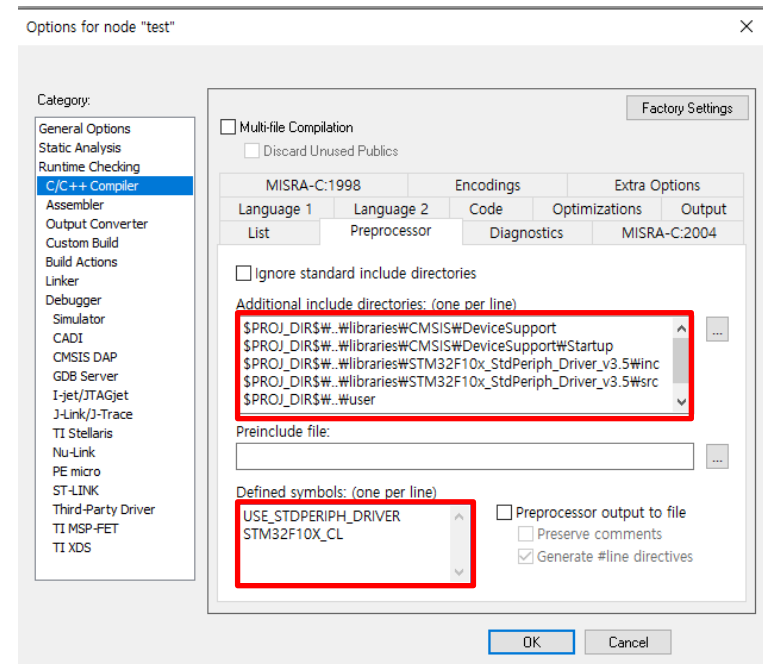 Options for node "test"
Category:
General Options
Static Analysis
Runtime Checking
C/C++ Compiler
Assembler
Output Converter
Custom Build
Build Actions
Linker
Debugger
Simulator
CADI
CMSIS DAP
GDB Server
I-jet/JTAGjet
J-Link/J-Trace
TI Stellaris
Nu-Link
PE micro
ST-LINK
Third-Party Driver
TI MSP-FET
TI XDS
Factory Settings
Multi-file Compilation
Discard Unused Publics
MISRA-C:1998 Encodings Extra Options
Language 1 Language 2 Code Optimizations Output
List Preprocessor Diagnostics MISRA-C:2004
Ignore standard include directories
Additional include directories: (one per line)
$PROJ_DIR$₩..₩libraries₩CMSIS₩DeviceSupport
$PROJ_DIR$₩..₩libraries₩CMSIS₩DeviceSupport₩Startup
$PROJ_DIR$₩..₩libraries₩STM32F10x_StdPeriph_Driver_v3.5₩inc
$PROJ_DIR$₩..₩libraries₩STM32F10x_StdPeriph_Driver_v3.5₩src
$PROJ_DIR$₩..₩user
...
Preinclude file:
...
Defined symbols: (one per line)
USE_STDPERIPH_DRIVER
STM32F10X_CL
Preprocessor output to file
Preserve comments
Generate #line directives
OK Cancel